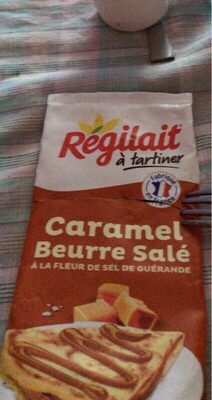 Régilait
à tartiner
Fabriqué
en France
Caramel
Beurre Salé
À LA FLEUR DE SEL DE GUÉRANDE